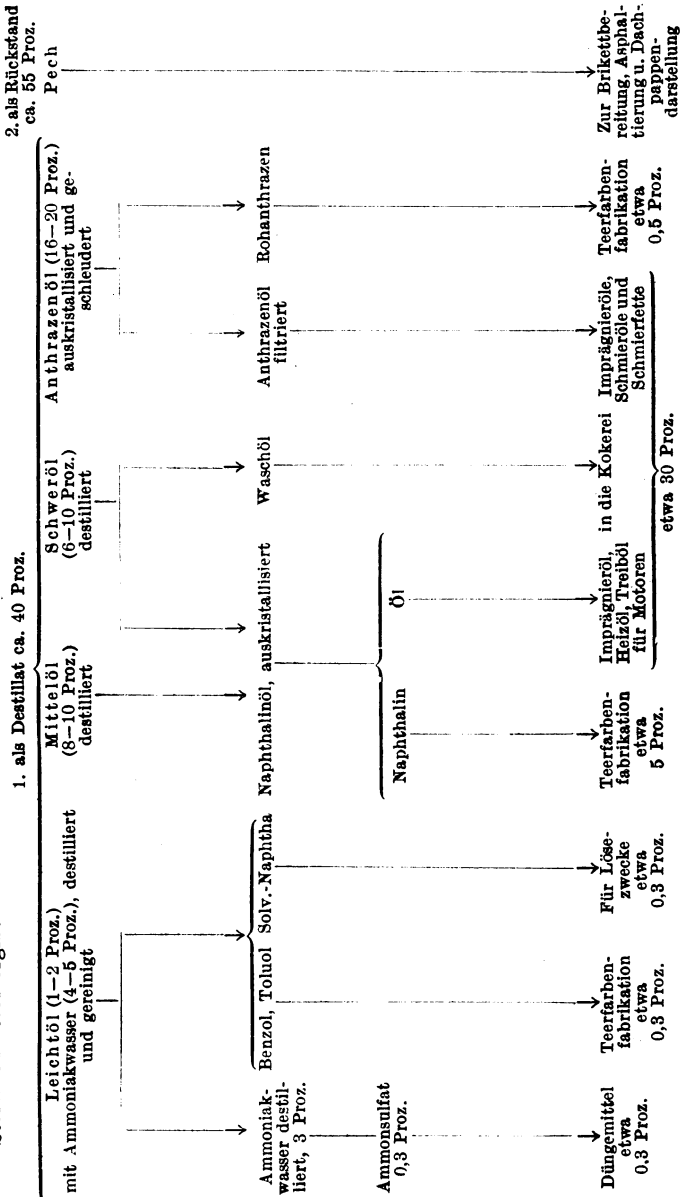 1. als Destillat ca. 40 Proz.
2. als Rückstand
ca. 55 Proz.
Pech
Leichtöl (1–2 Proz.)
mit Ammoniakwasser (4–5 Proz.), destilliert
und gereinigt
Mittelöl
(8–10 Proz.)
destilliert
Schweröl
(6–10 Proz.)
destilliert
Anthrazenöl (16–20 Proz.)
auskristallisiert und ge-
schleudert
Ammoniak-
wasser destil-
liert, 3 Proz.
Benzol, Toluol
Solv.-Naphtha
Naphthalinöl, auskristallisiert
Waschöl
Anthrazenöl
filtriert
Rohanthrazen
Ammonsulfat
0,3 Proz.
Naphthalin
Öl
Düngemittel
etwa
0,3 Proz.
Teerfarben-
fabrikation
etwa
0,3 Proz.
Für Löse-
zwecke
etwa
0,3 Proz.
Teerfarben-
fabrikation
etwa
5 Proz.
Imprägnieröl,
Heizöl, Treiböl
für Motoren
in die Kokerei
Imprägnieröle,
Schmieröle und
Schmierfette
etwa 30 Proz.
Teerfarben-
fabrikation
etwa
0,5 Proz.
Zur Brikettbe-
reitung, Asphal-
tierung u. Dach-
pappen-
darstellung